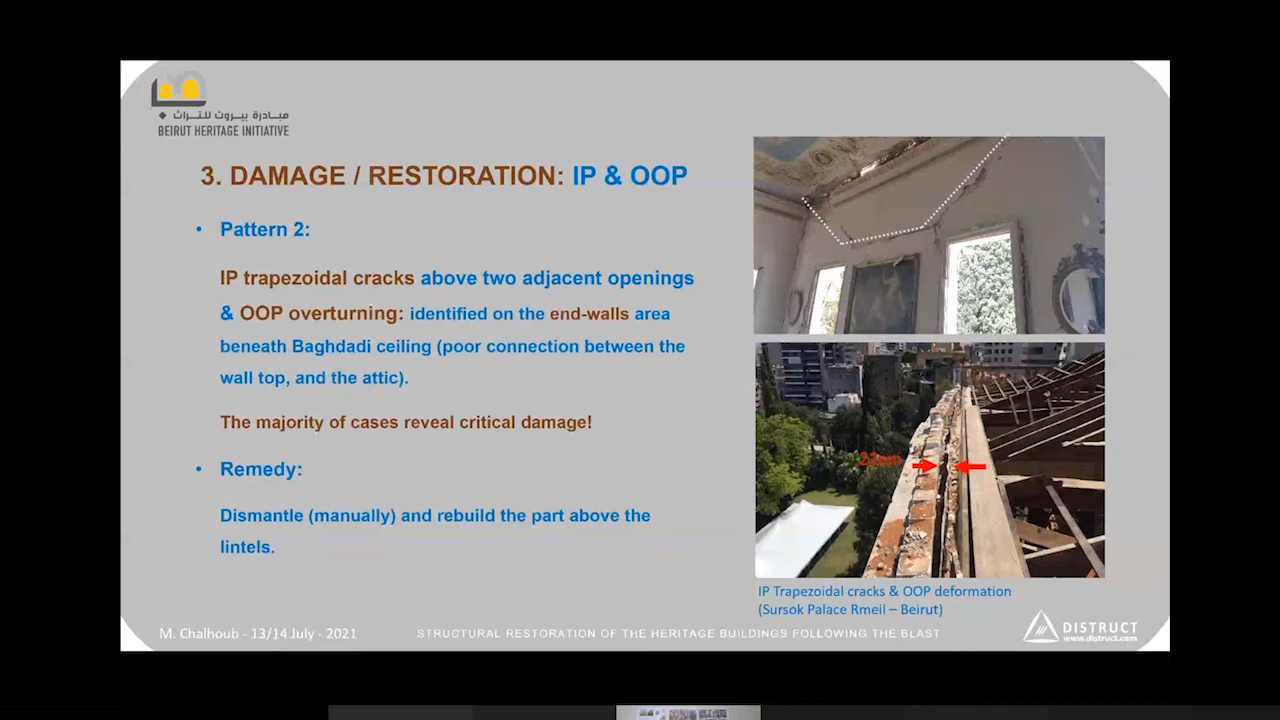 مبادرة بيروت للتراث
BEIRUT HERITAGE INITIATIVE
3. DAMAGE / RESTORATION: IP & OOP
• Pattern 2:
IP trapezoidal cracks above two adjacent openings
& OOP overturning: identified on the end-walls area
beneath Baghdadi ceiling (poor connection between the
wall top, and the attic).
The majority of cases reveal critical damage!
• Remedy:
Dismantle (manually) and rebuild the part above the
lintels.
22cm
IP Trapezoidal cracks & OOP deformation
(Sursok Palace Rmeil – Beirut)
M. Chalhoub - 13/14 July - 2021
STRUCTURAL RESTORATION OF THE HERITAGE BUILDINGS FOLLOWING THE BLAST
DISTRUCT
www.distruct.com